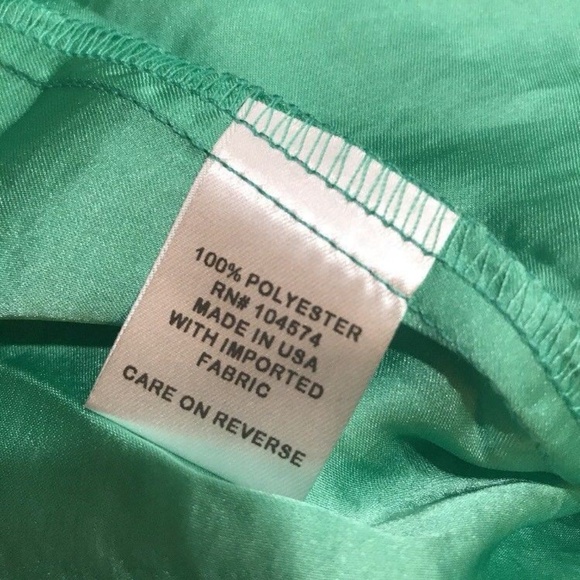 100% POLYESTER
RN# 104574
MADE IN USA
WITH IMPORTED
FABRIC
CARE ON REVERSE